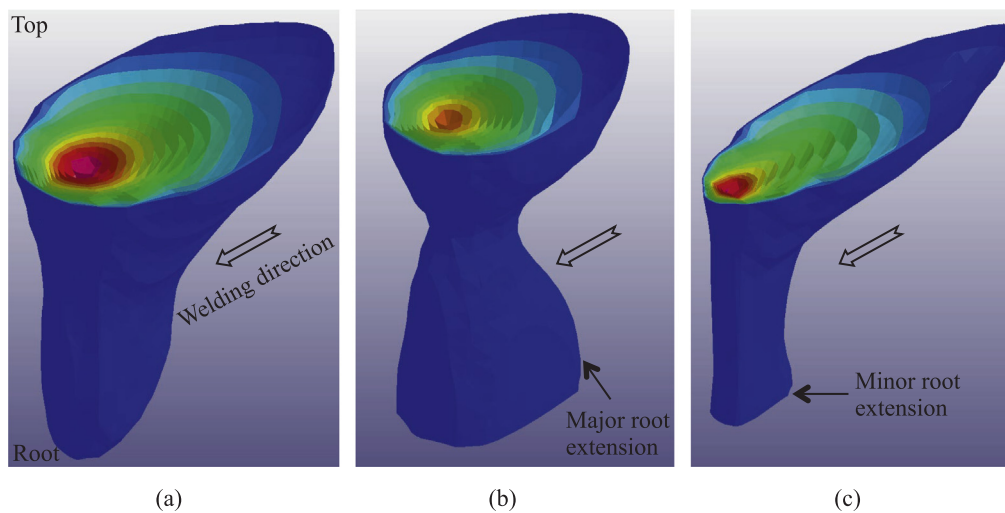 Top
Welding direction
Root
Major root
extension
Minor root
extension
(a)
(b)
(c)